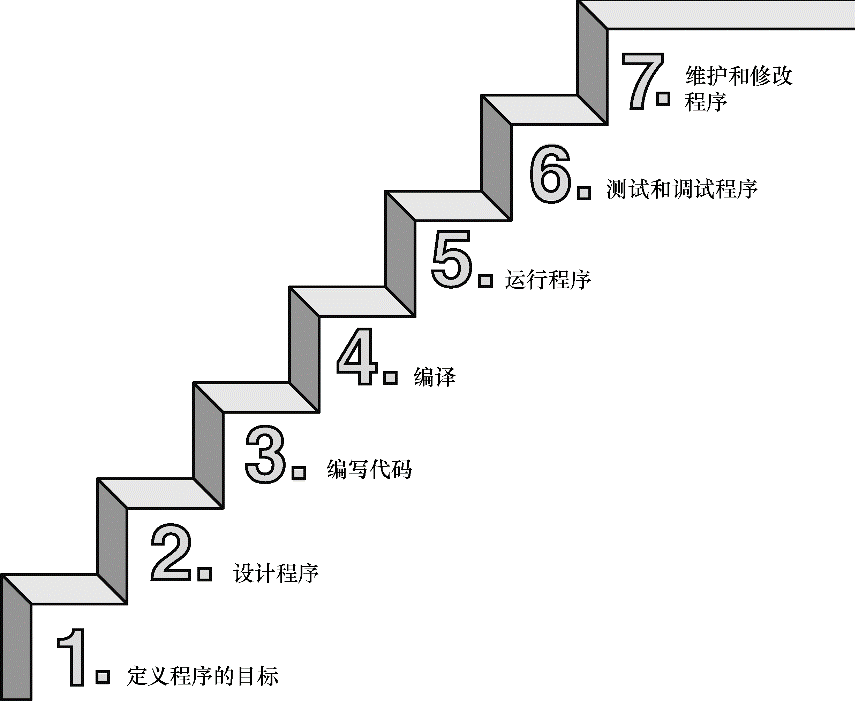 7. 维护和修改
程序
6. 测试和调试程序
5. 运行程序
4. 编译
3. 编写代码
2. 设计程序
1. 定义程序的目标